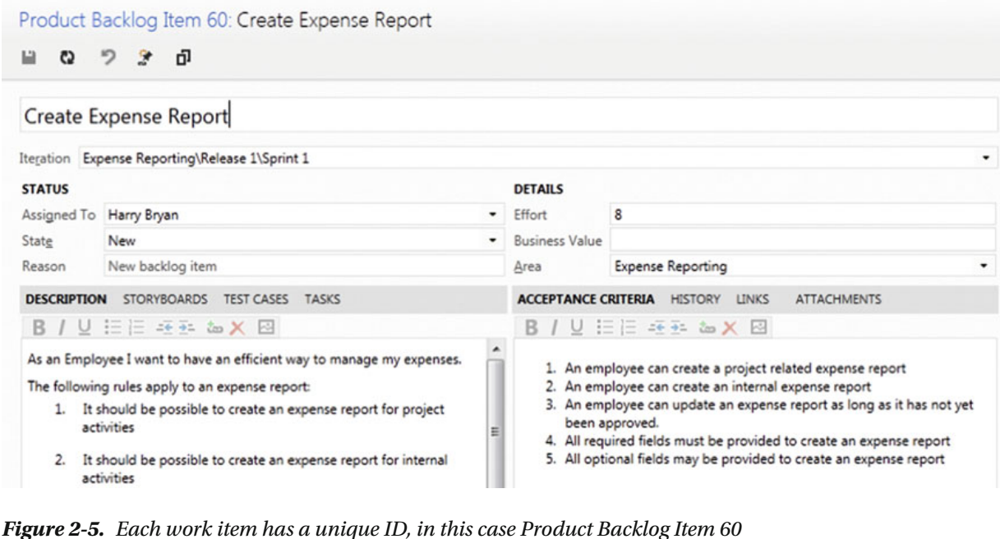 Product Backlog Item 60: Create Expense Report
Create Expense Report
Iteration Expense Reporting\Release 1\Sprint 1
STATUS
Assigned To Harry Bryan
State New
Reason New backlog item
DETAILS
Effort 8
Business Value
Area Expense Reporting
DESCRIPTION STORYBOARDS TEST CASES TASKS
B I U
As an Employee I want to have an efficient way to manage my expenses.
The following rules apply to an expense report:
1. It should be possible to create an expense report for project
activities
2. It should be possible to create an expense report for internal
activities
ACCEPTANCE CRITERIA HISTORY LINKS ATTACHMENTS
B I U
1. An employee can create a project related expense report
2. An employee can create an internal expense report
3. An employee can update an expense report as long as it has not yet
been approved.
4. All required fields must be provided to create an expense report
5. All optional fields may be provided to create an expense report
Figure 2-5. Each work item has a unique ID, in this case Product Backlog Item 60